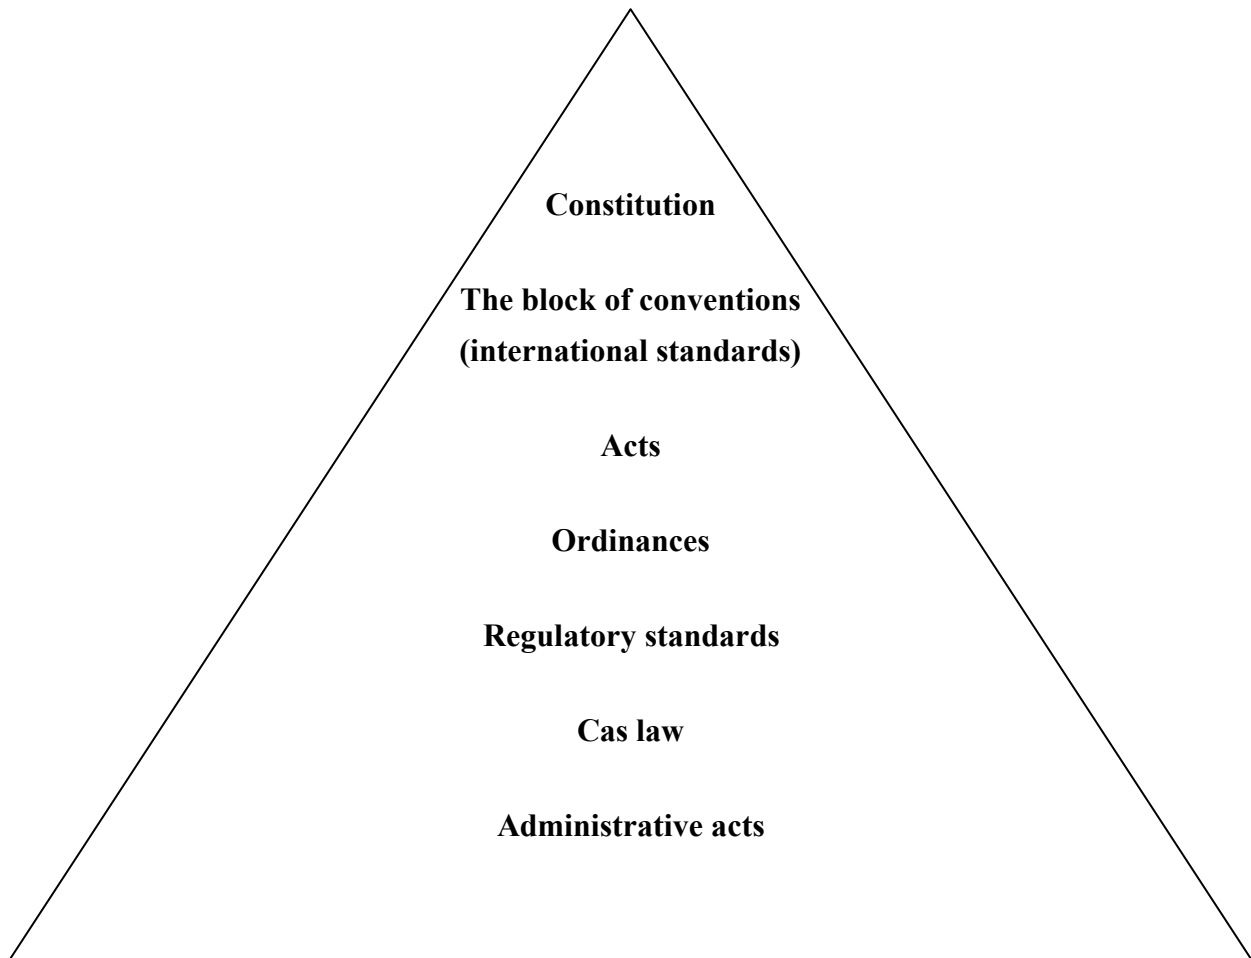 Constitution
The block of conventions
(international standards)
Acts
Ordinances
Regulatory standards
Cas law
Administrative acts